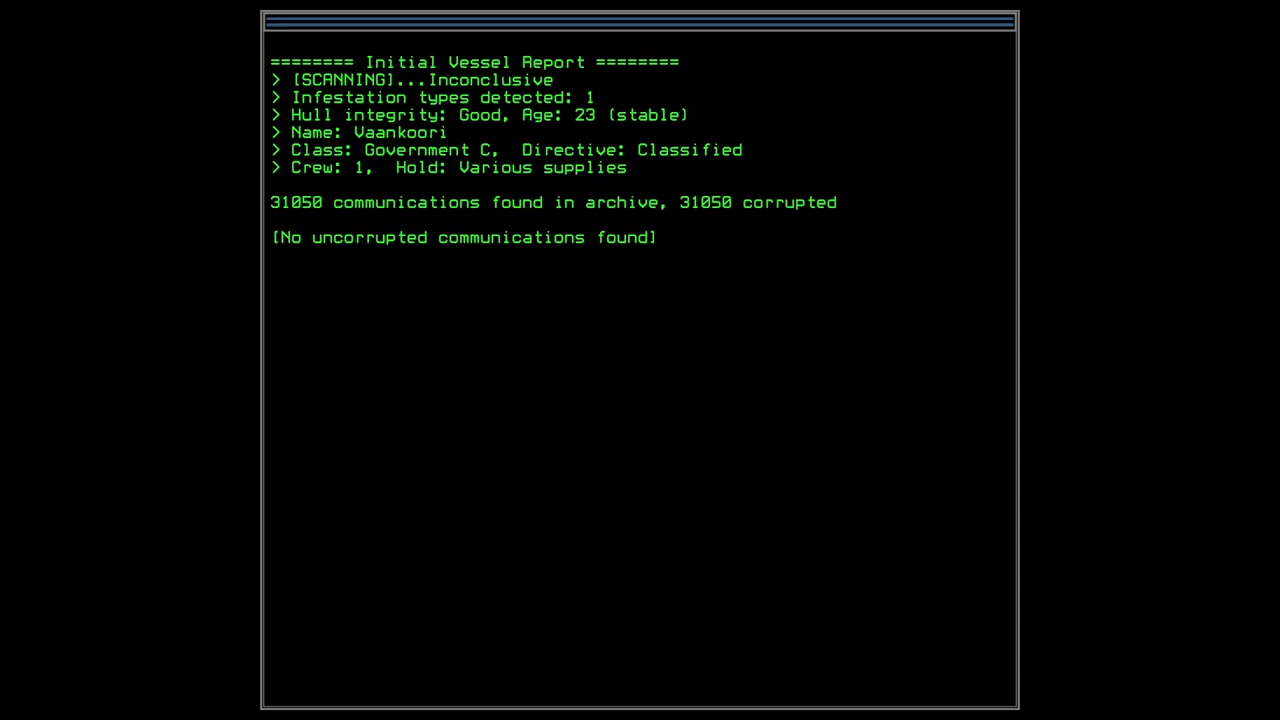 ======== Initial Vessel Report ========
> [SCANNING]...Inconclusive
> Infestation types detected: 1
> Hull integrity: Good, Age: 23 (stable)
> Name: Vaankoori
> Class: Government C,  Directive: Classified
> Crew: 1,  Hold: Various supplies
31050 communications found in archive, 31050 corrupted
[No uncorrupted communications found]